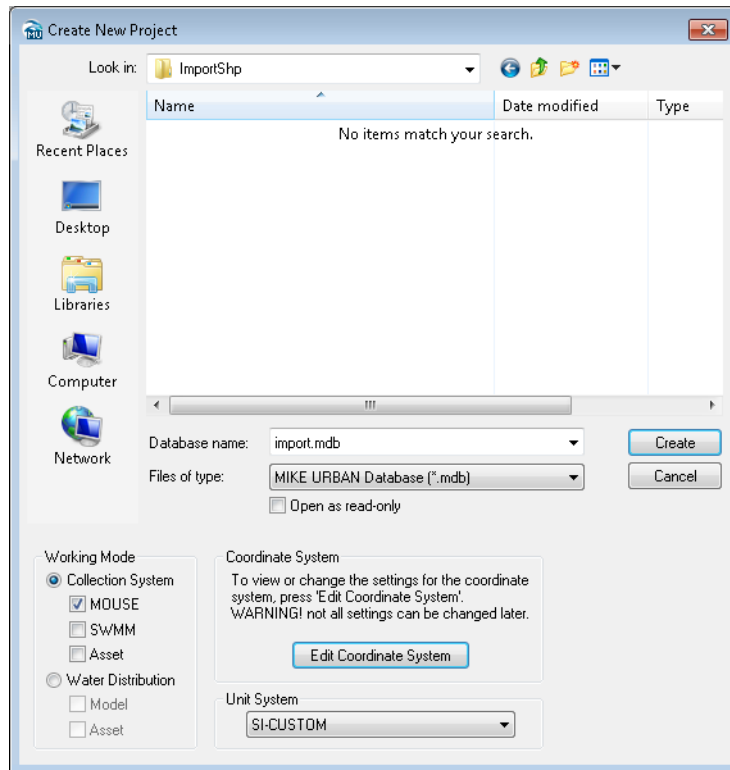 MU Create New Project
Look in: ImportShp
Name Date modified Type
No items match your search.
Recent Places
Desktop
Libraries
Computer
Network
Database name: import.mdb Create
Files of type: MIKE URBAN Database (*.mdb) Cancel
Open as read-only
Working Mode
Collection System
MOUSE
SWMM
Asset
Water Distribution
Model
Asset
Coordinate System
To view or change the settings for the coordinate
system, press 'Edit Coordinate System'.
WARNING! not all settings can be changed later.
Edit Coordinate System
Unit System
SI-CUSTOM